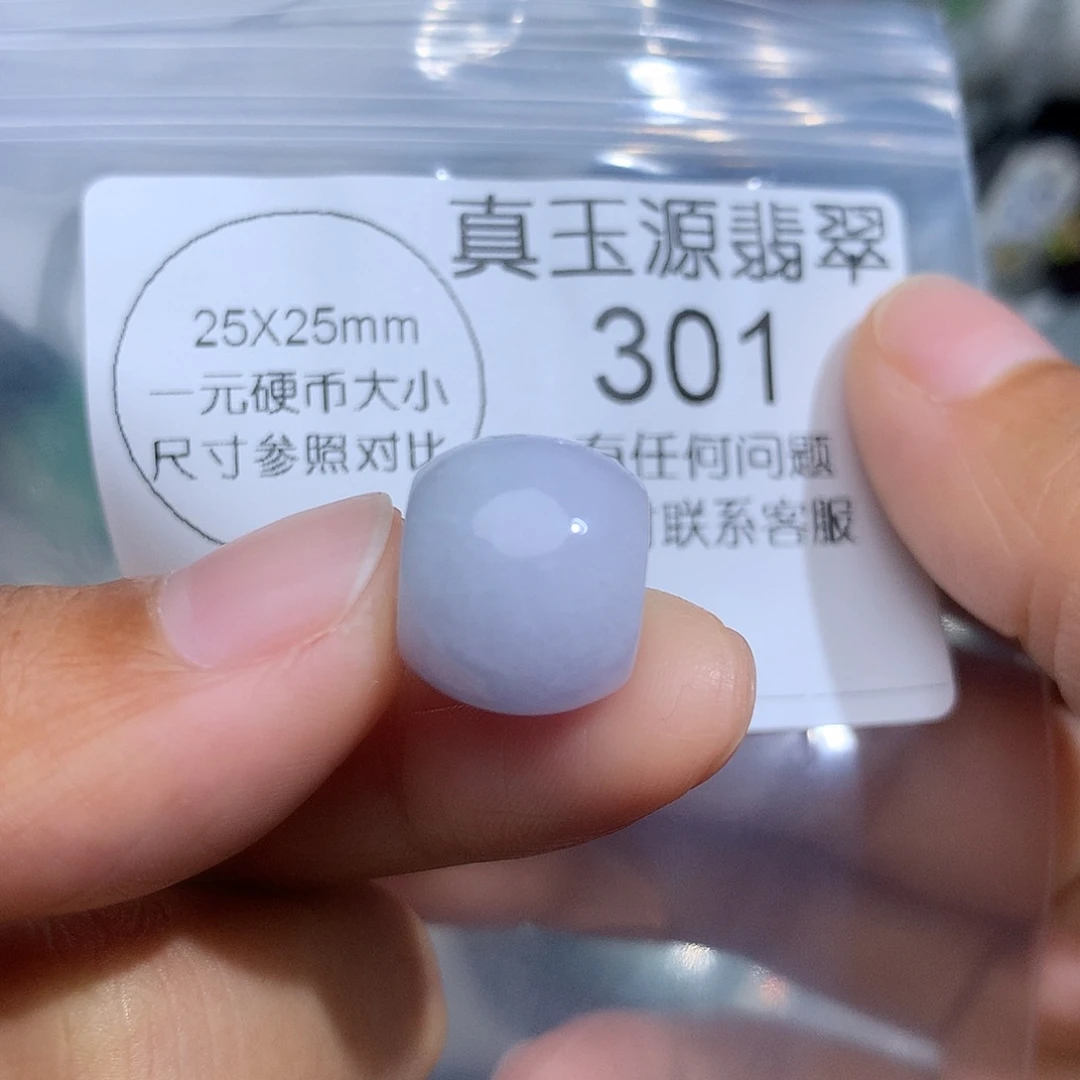 真玉源翡翠
301
25X25mm
一元硬币大小
尺寸参照对比
有任何问题
联系客服